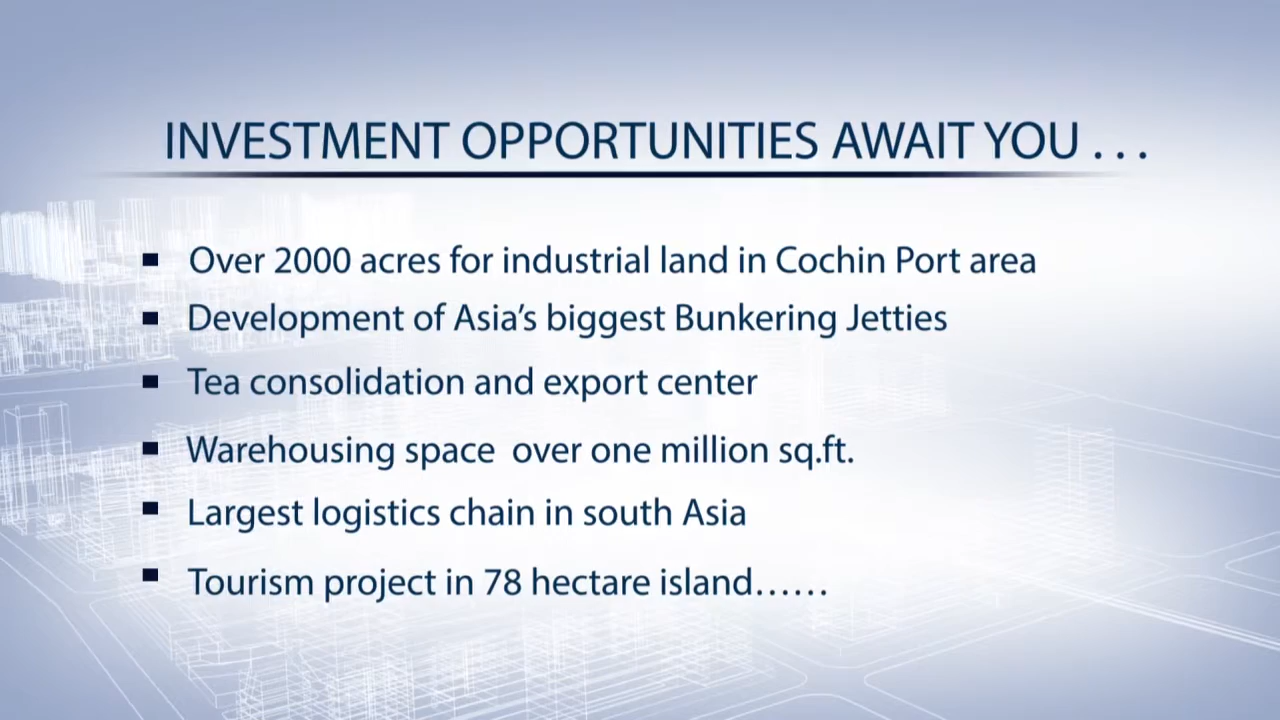 INVESTMENT OPPORTUNITIES AWAIT YOU . . .
▪ Over 2000 acres for industrial land in Cochin Port area
▪ Development of Asia’s biggest Bunkering Jetties
▪ Tea consolidation and export center
▪ Warehousing space  over one million sq.ft.
▪ Largest logistics chain in south Asia
▪ Tourism project in 78 hectare island......